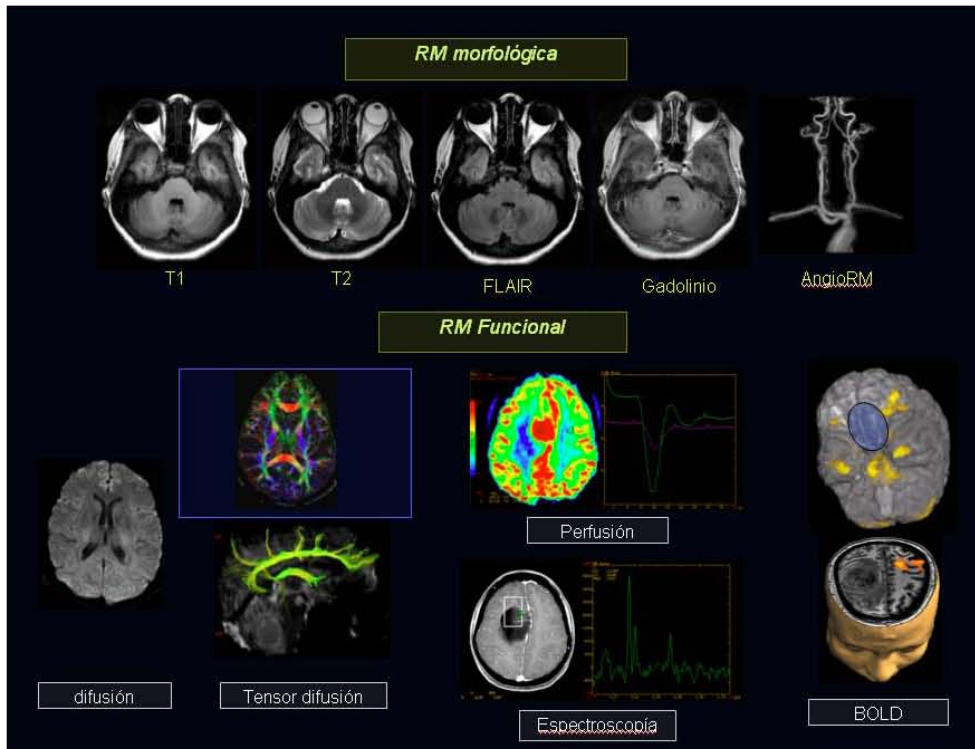 RM morfológica
T1
T2
FLAIR
Gadolinio
AngioRM
RM Funcional
difusión
Tensor difusión
Perfusión
Espectroscopía
BOLD